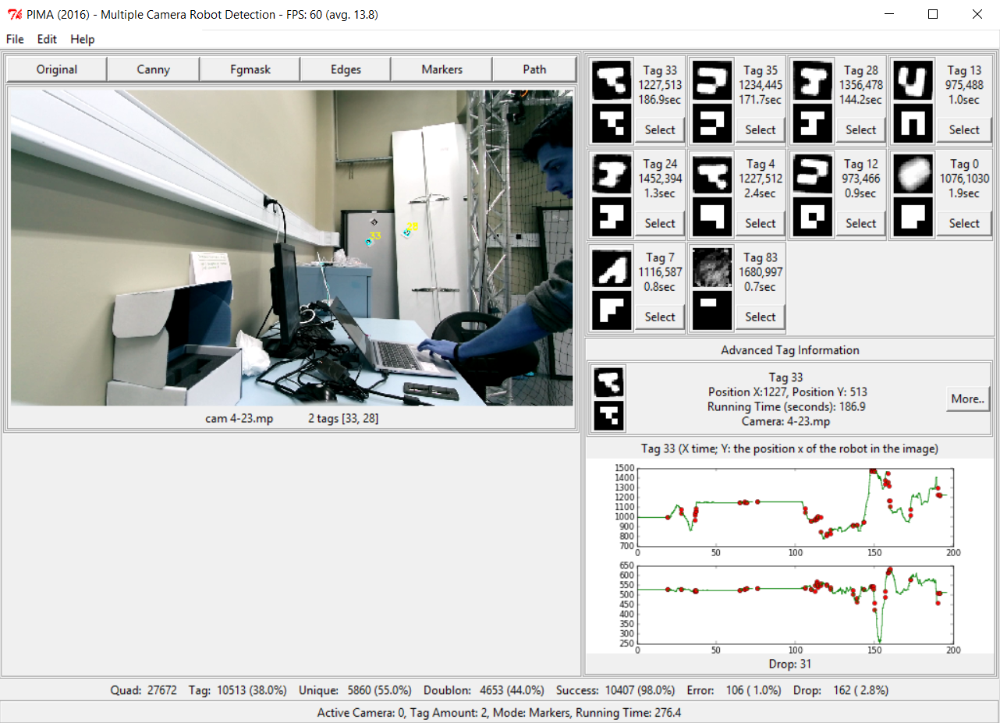 PIMA (2016) - Multiple Camera Robot Detection - FPS: 60 (avg. 13.8)
File Edit Help
Original Canny Fgmask Edges Markers Path
33
cam 4-23.mp 2 tags [33, 28]
Tag 33
1227,513
186.9sec
Select
Tag 35
1234,445
171.7sec
Select
Tag 28
1356,478
144.2sec
Select
Tag 13
975,488
1.0sec
Select
Tag 24
1452,394
1.3sec
Select
Tag 4
1227,512
2.4sec
Select
Tag 12
973,466
0.9sec
Select
Tag 0
1076,1030
1.9sec
Select
Tag 7
1116,587
0.8sec
Select
Tag 83
1680,997
0.7sec
Select
Advanced Tag Information
Tag 33
Position X:1227, Position Y: 513
Running Time (seconds): 186.9
Camera: 4-23.mp
More..
Tag 33 (X time; Y: the position x of the robot in the image)
1500
1400
1300
1200
1100
1000
900
800
700
0 50 100 150 200
650
600
550
500
450
400
350
300
250
0 50 100 150 200
Drop: 31
Quad: 27672 Tag: 10513 (38.0%) Unique: 5860 (55.0%) Doublon: 4653 (44.0%) Success: 10407 (98.0%) Error: 106 ( 1.0%) Drop: 162 ( 2.8%)
Active Camera: 0, Tag Amount: 2, Mode: Markers, Running Time: 276.4